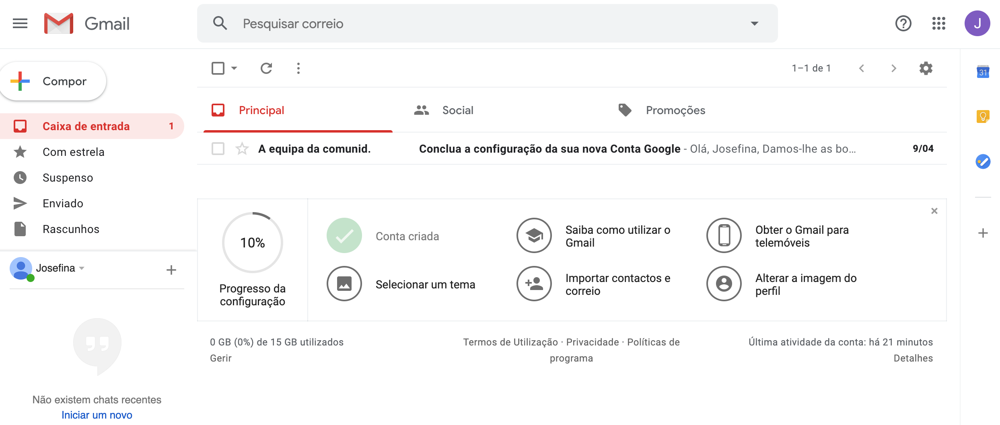 Gmail
Pesquisar correio
J
Compor
1–1 de 1
31
Principal
Social
Promoções
Caixa de entrada 1
Com estrela
Suspenso
Enviado
Rascunhos
A equipa da comunid. Conclua a configuração da sua nova Conta Google - Olá, Josefina, Damos-lhe as bo… 9/04
Josefina
Não existem chats recentes
Iniciar um novo
10%
Progresso da
configuração
Conta criada
Saiba como utilizar o
Gmail
Obter o Gmail para
telemóveis
Selecionar um tema
Importar contactos e
correio
Alterar a imagem do
perfil
0 GB (0%) de 15 GB utilizados
Gerir
Termos de Utilização · Privacidade · Políticas de
programa
Última atividade da conta: há 21 minutos
Detalhes